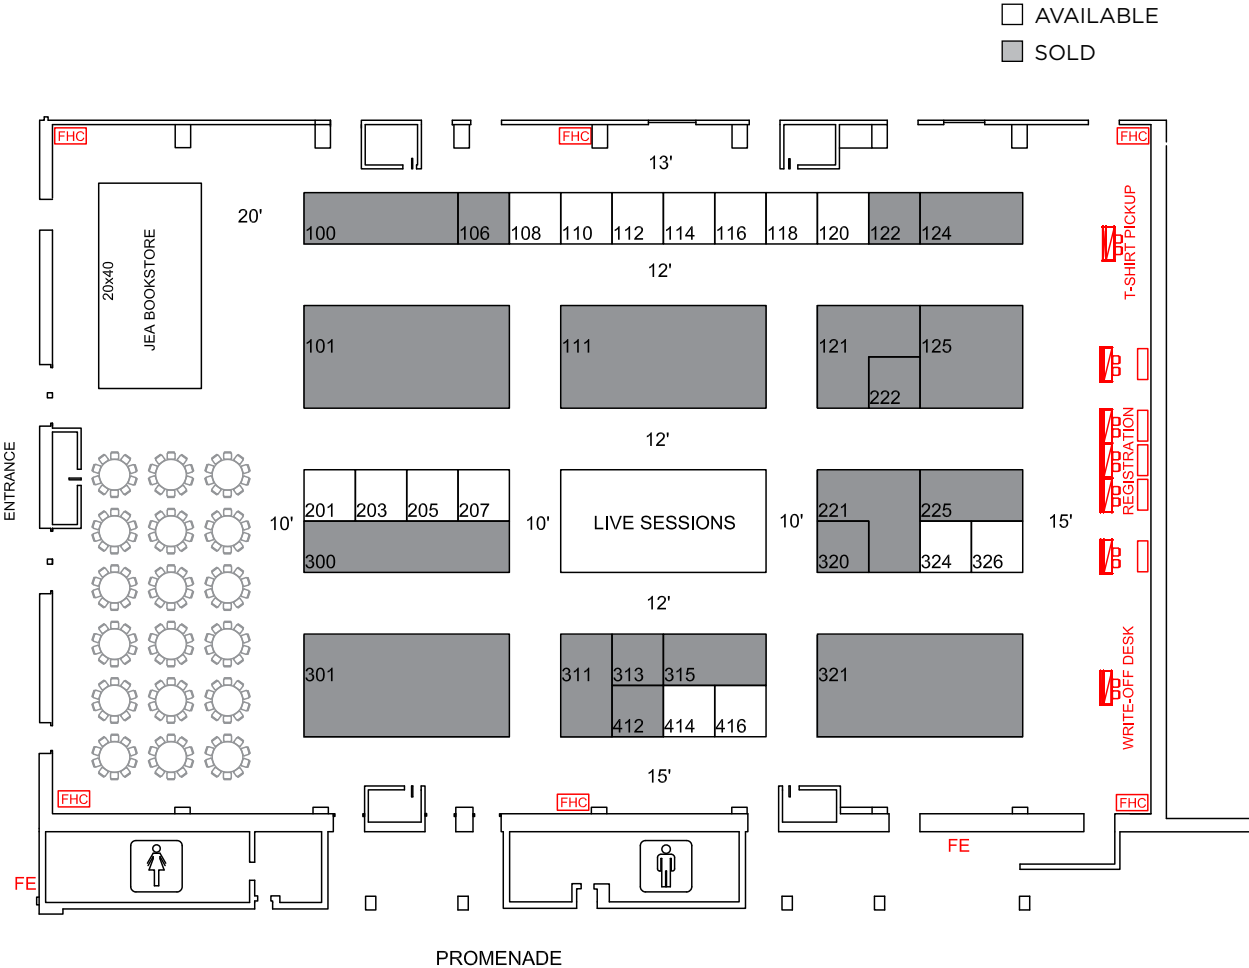 AVAILABLE
SOLD
FHC
FHC
FHC
13'
20'
100
106
108
110
112
114
116
118
120
122
124
T-SHIRT PICKUP
20x40
JEA BOOKSTORE
12'
101
111
121
125
222
12'
ENTRANCE
REGISTRATION
201
203
205
207
10'
10'
LIVE SESSIONS
10'
221
225
15'
300
320
324
326
12'
301
311
313
315
321
412
414
416
WRITE-OFF DESK
15'
FHC
FHC
FHC
FE
FE
PROMENADE